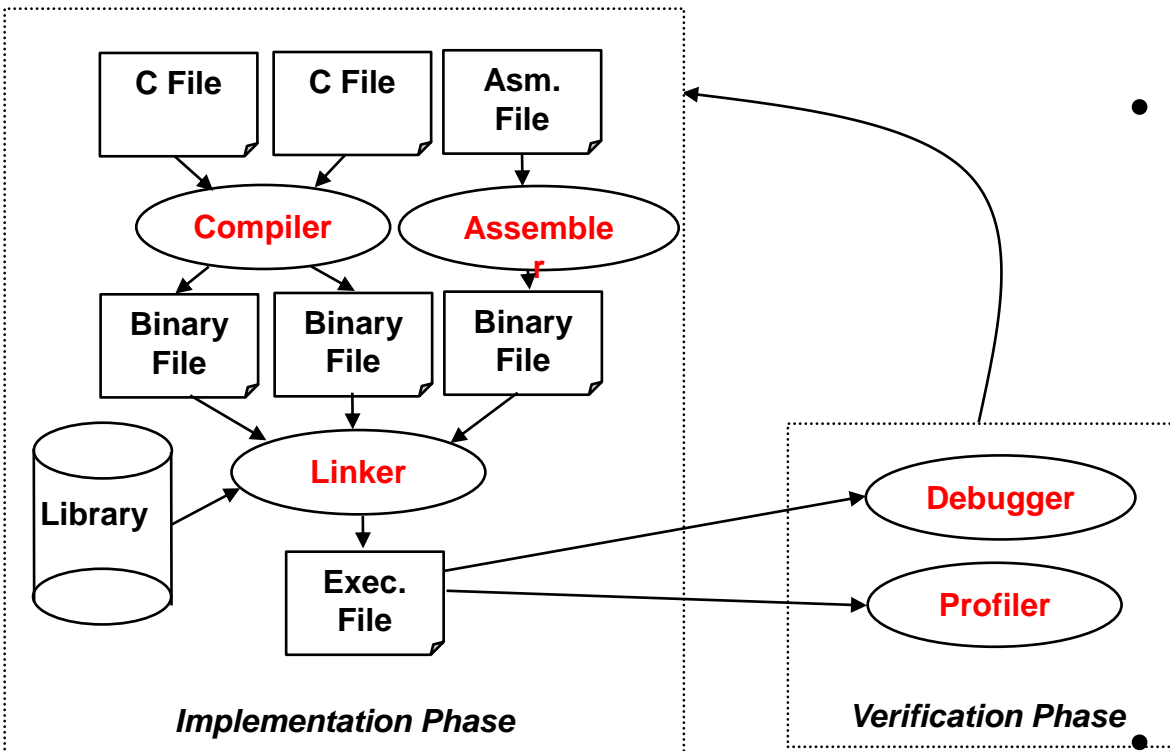 C File
C File
Asm.
File
Compiler
Assemble
r
Binary
File
Binary
File
Binary
File
Linker
Library
Debugger
Exec.
File
Profiler
Implementation Phase
Verification Phase